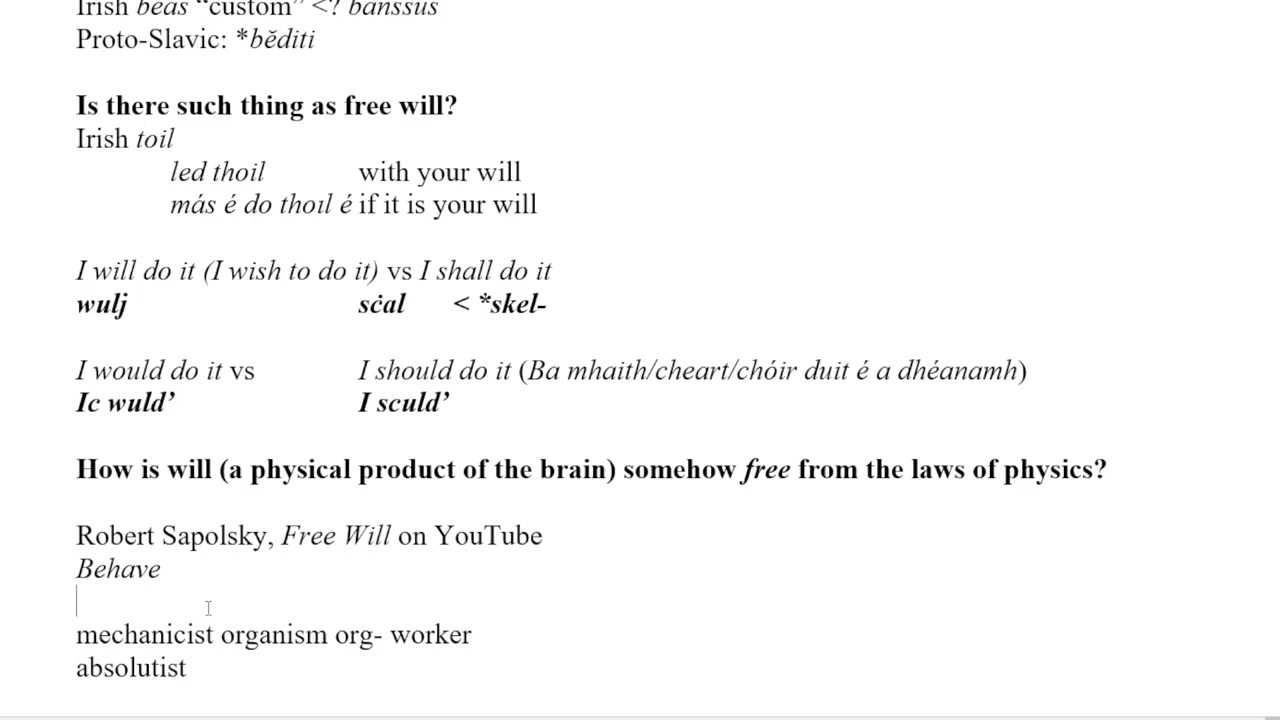 Irish béas “custom” <? banssus
Proto-Slavic: *běditi
Is there such thing as free will?
Irish toil
led thoil with your will
más é do thoıl é if it is your will
I will do it (I wish to do it) vs I shall do it
wulj sċal < *skel-
I would do it vs I should do it (Ba mhaith/cheart/chóir duit é a dhéanamh)
Ic wuld’ I sculd’
How is will (a physical product of the brain) somehow free from the laws of physics?
Robert Sapolsky, Free Will on YouTube
Behave
mechanicist organism org- worker
absolutist